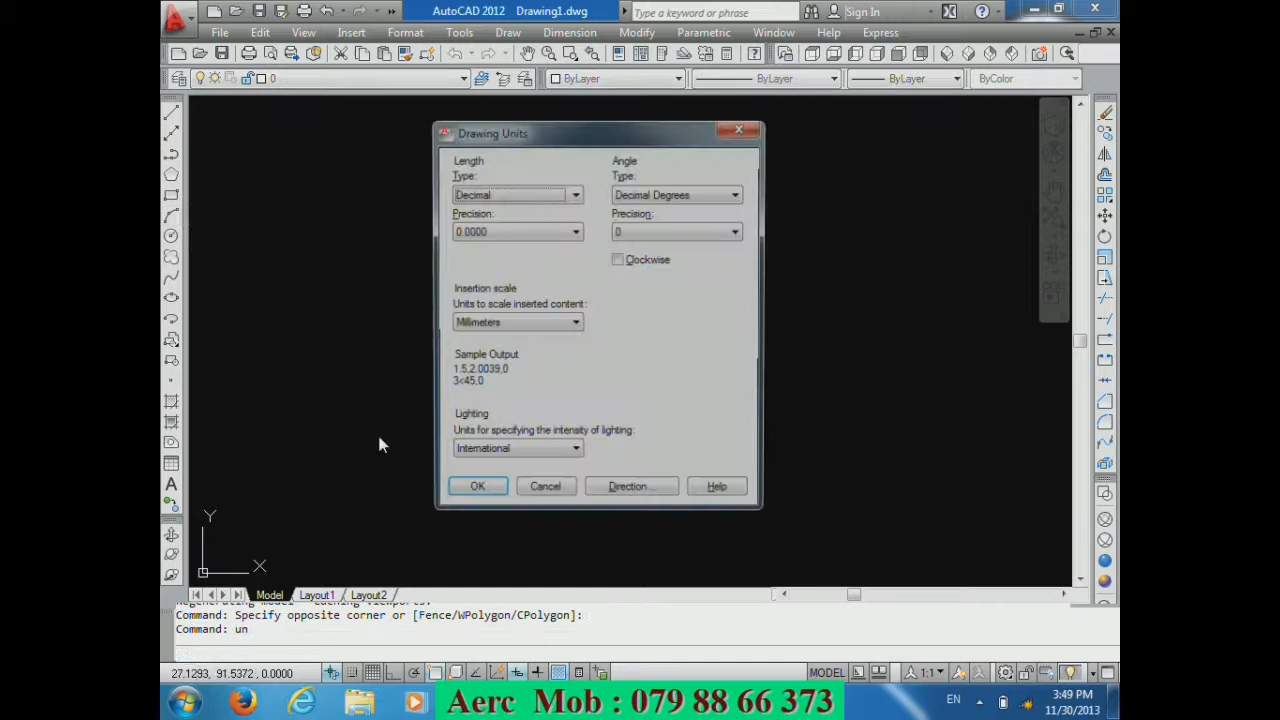 AutoCAD 2012 Drawing1.dwg
Type a keyword or phrase
Sign In
File Edit View Insert Format Tools Draw Dimension Modify Parametric Window Help Express
0
ByLayer
ByLayer
ByLayer
ByColor
Drawing Units
Length
Type:
Decimal
Precision:
0.0000
Angle
Type:
Decimal Degrees
Precision:
0
Clockwise
Insertion scale
Units to scale inserted content:
Millimeters
Sample Output
1.5,2.0039,0
3<45,0
Lighting
Units for specifying the intensity of lighting:
International
OK Cancel Direction... Help
Y
X
A
Model Layout1 Layout2
Regenerating model - caching viewports.
Command: Specify opposite corner or [Fence/WPolygon/CPolygon]:
Command: un
27.1293, 91.5372, 0.0000
MODEL
1:1
Aerc Mob : 079 88 66 373
EN
3:49 PM
11/30/2013